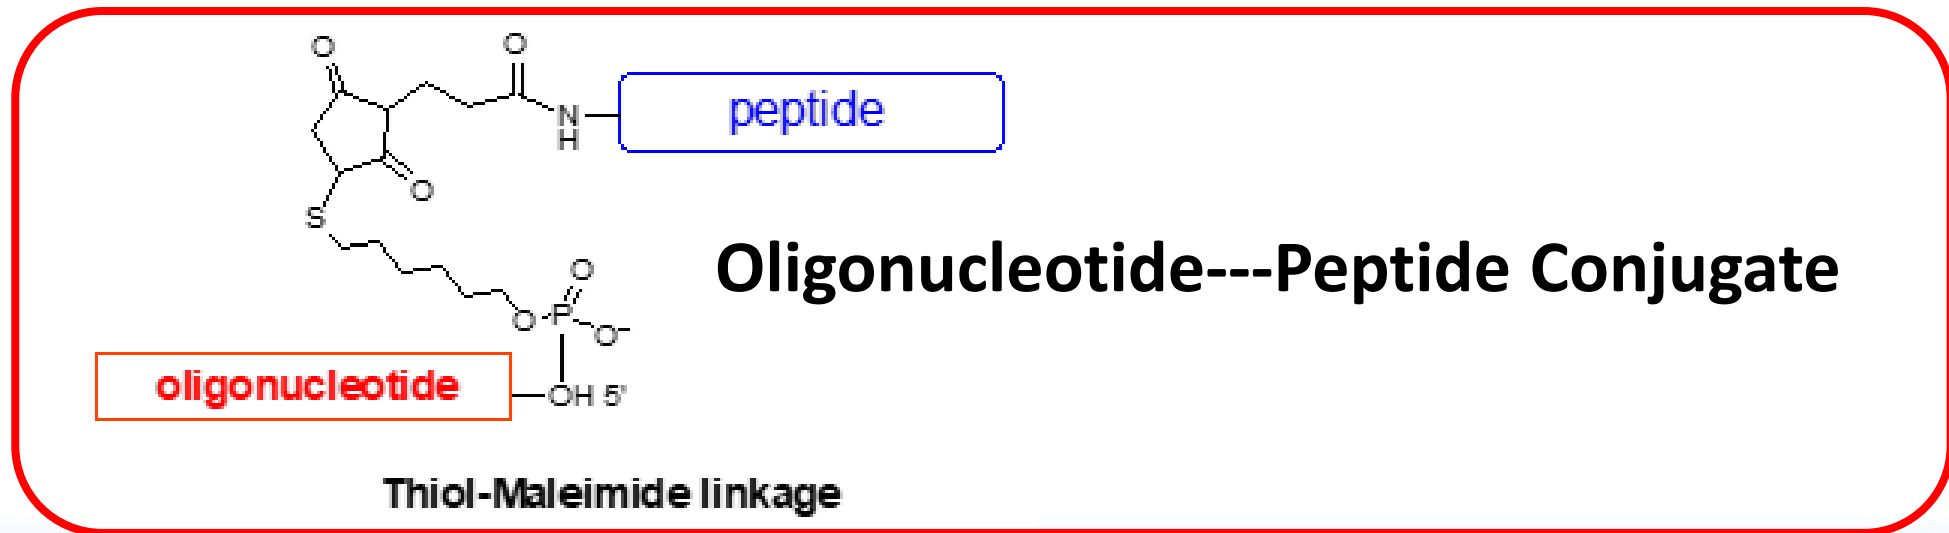 O
O
peptide
N
H
O
S
Oligonucleotide---Peptide Conjugate
O
O P O-
oligonucleotide
OH 5'
Thiol-Maleimide linkage